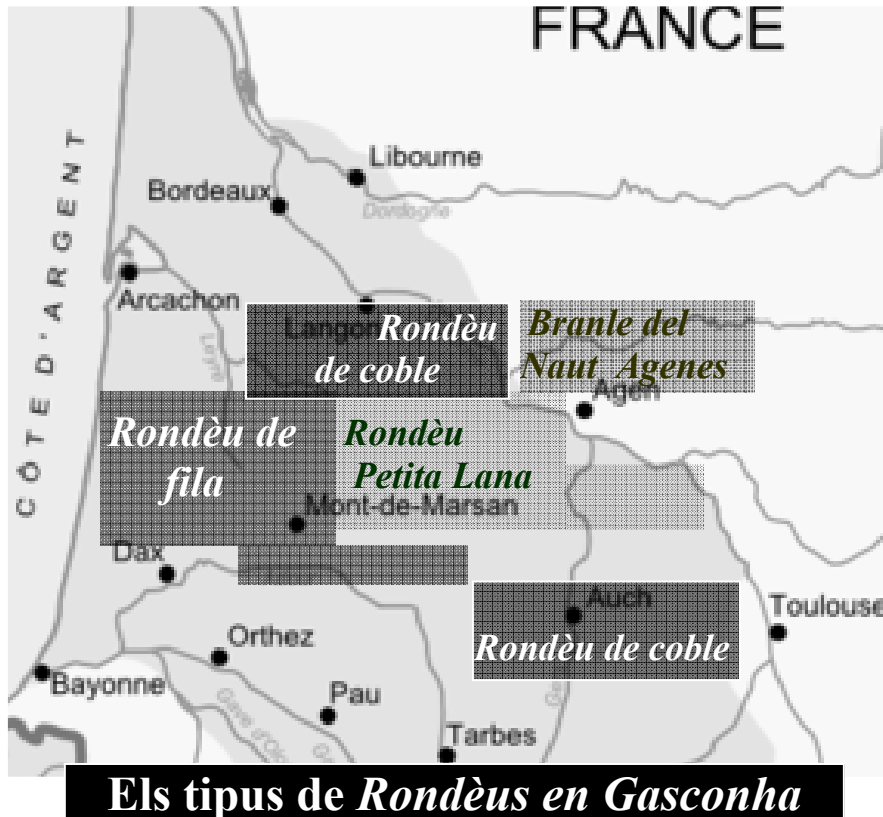 FRANCE
CÔTE D'ARGENT
Libourne
Bordeaux
Dordogne
Arcachon
Leyre
Rondèu
de coble
Branle del
Naut Agenes
Agen
Rondèu de
fila
Rondèu
Petita Lana
Mont-de-Marsan
Dax
Auch
Toulouse
Orthez
Rondèu de coble
Bayonne
Pau
Tarbes
Els tipus de Rondèus en Gasconha